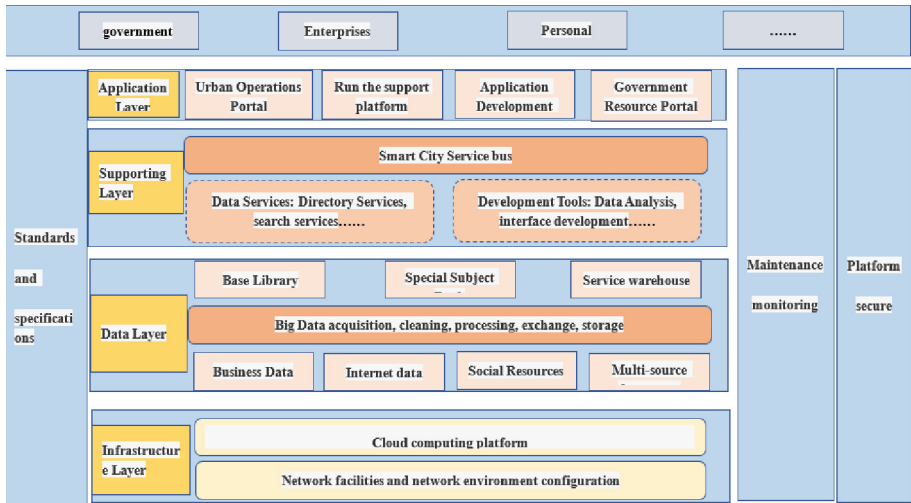 government
Enterprises
Personal
......
Application
Layer
Urban Operations
Portal
Run the support
platform
Application
Development
Government
Resource Portal
Supporting
Layer
Smart City Service bus
Data Services: Directory Services,
search services......
Development Tools: Data Analysis,
interface development......
Standards
and
specificati
ons
Maintenance
monitoring
Platform
secure
Data Layer
Base Library
Special Subject
Service warehouse
Big Data acquisition, cleaning, processing, exchange, storage
Business Data
Internet data
Social Resources
Multi-source
Infrastructur
e Layer
Cloud computing platform
Network facilities and network environment configuration